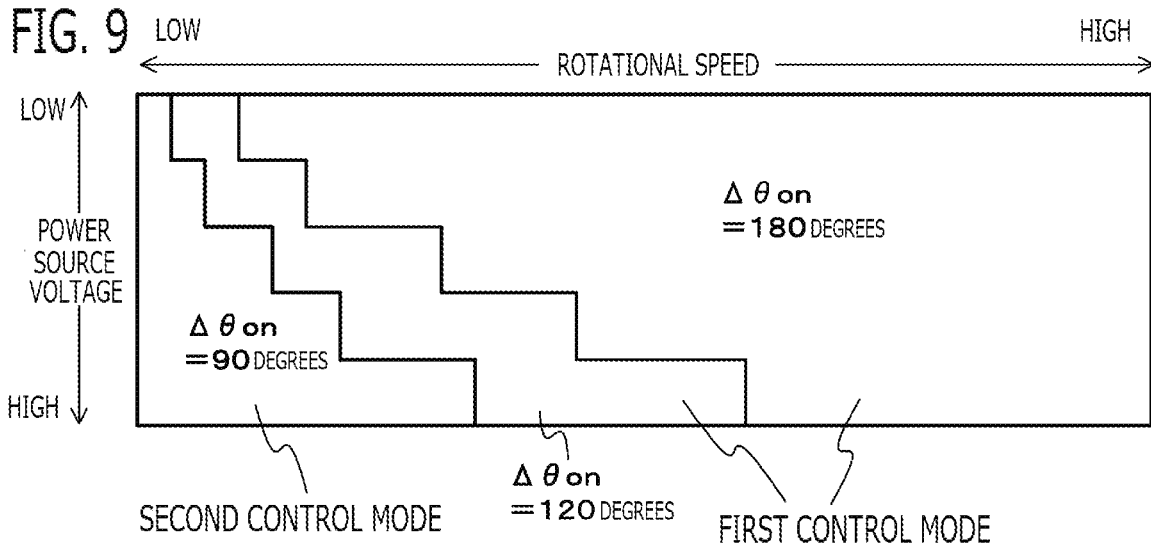 FIG. 9
LOW
HIGH
ROTATIONAL SPEED
LOW
POWER
SOURCE
VOLTAGE
HIGH
Δ θ on
=180 DEGREES
Δ θ on
=90 DEGREES
Δ θ on
=120 DEGREES
SECOND CONTROL MODE
FIRST CONTROL MODE